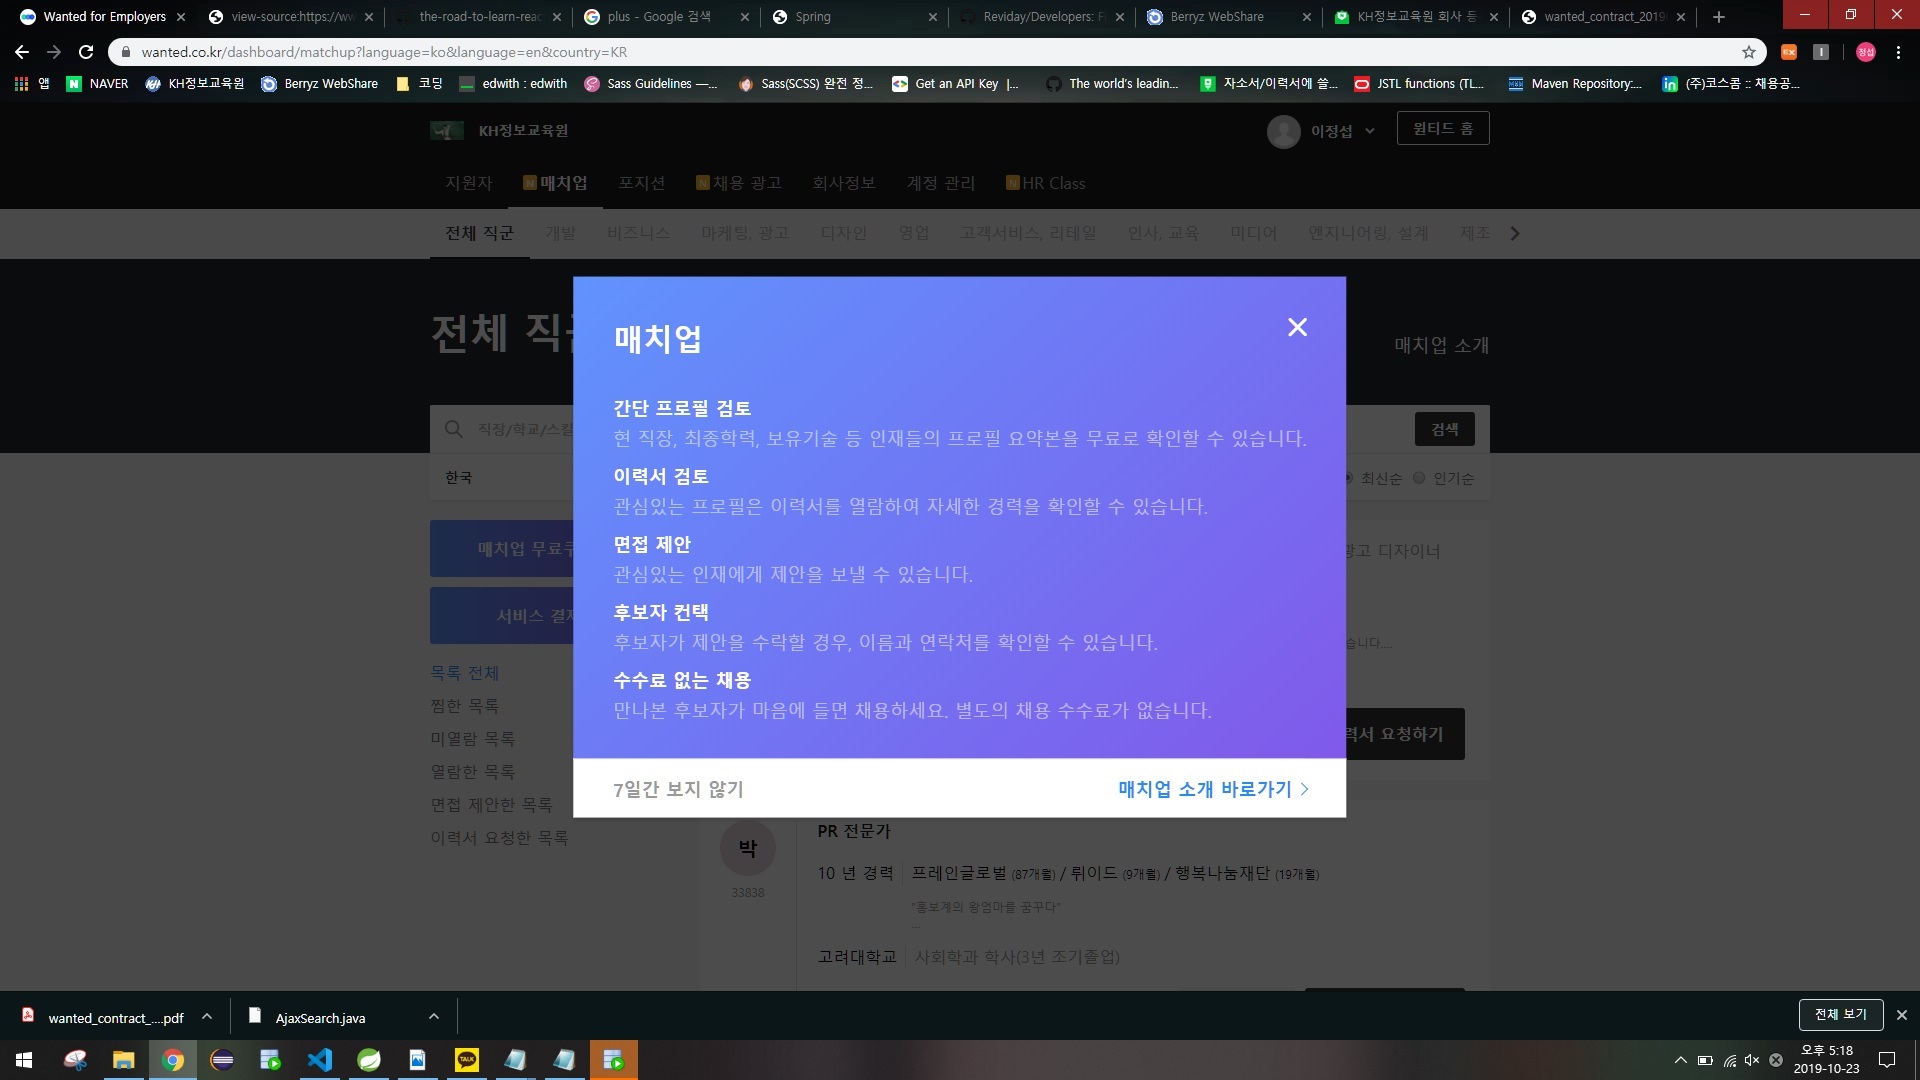 Wanted for Employers
view-source:https://ww
the-road-to-learn-reac
plus - Google 검색
Spring
Reviday/Developers: F
Berryz WebShare
KH정보교육원 회사 등
wanted_contract_2019
wanted.co.kr/dashboard/matchup?language=ko&language=en&country=KR
정섭
앱
NAVER
KH정보교육원
Berryz WebShare
코딩
edwith : edwith
Sass Guidelines —...
Sass(SCSS) 완전 정...
Get an API Key |...
The world's leadin...
자소서/이력서에 쓸...
JSTL functions (TL...
Maven Repository:...
(주)코스콤 :: 채용공...
KH정보교육원
이정섭
원티드 홈
지원자
N 매치업
포지션
N 채용 광고
회사정보
계정 관리
N HR Class
전체 직군
개발
비즈니스
마케팅, 광고
디자인
영업
고객서비스, 리테일
인사, 교육
미디어
엔지니어링, 설계
제조
전체 직군
매치업 소개
직장/학교/스킬
검색
한국
최신순
인기순
매치업 무료쿠
서비스 결제
목록 전체
찜한 목록
미열람 목록
열람한 목록
면접 제안한 목록
이력서 요청한 목록
매치업
간단 프로필 검토
현 직장, 최종학력, 보유기술 등 인재들의 프로필 요약본을 무료로 확인할 수 있습니다.
이력서 검토
관심있는 프로필은 이력서를 열람하여 자세한 경력을 확인할 수 있습니다.
면접 제안
관심있는 인재에게 제안을 보낼 수 있습니다.
후보자 컨택
후보자가 제안을 수락할 경우, 이름과 연락처를 확인할 수 있습니다.
수수료 없는 채용
만나본 후보자가 마음에 들면 채용하세요. 별도의 채용 수수료가 없습니다.
7일간 보지 않기
매치업 소개 바로가기
광고 디자이너
습니다....
력서 요청하기
박
33838
PR 전문가
10 년 경력
프레인글로벌 (87개월) / 뤼이드 (9개월) / 행복나눔재단 (19개월)
"홍보계의 왕엄마를 꿈꾸다"
...
고려대학교
사회학과 학사(3년 조기졸업)
wanted_contract_....pdf
AjaxSearch.java
전체 보기
TALK
오후 5:18
2019-10-23